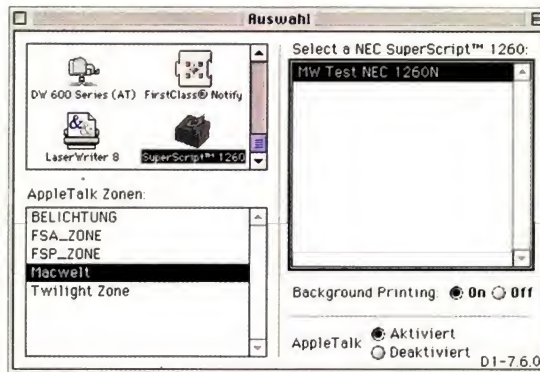 Auswahl
DW 600 Series (AT) FirstClass® Notify
LaserWriter 8 SuperScript™ 1260
AppleTalk Zonen:
BELICHTUNG
FSA_ZONE
FSP_ZONE
Macwelt
Twilight Zone
Select a NEC SuperScript™ 1260:
MW Test NEC 1260N
Background Printing: On Off
AppleTalk Aktiviert
Deaktiviert
D1-7.6.0